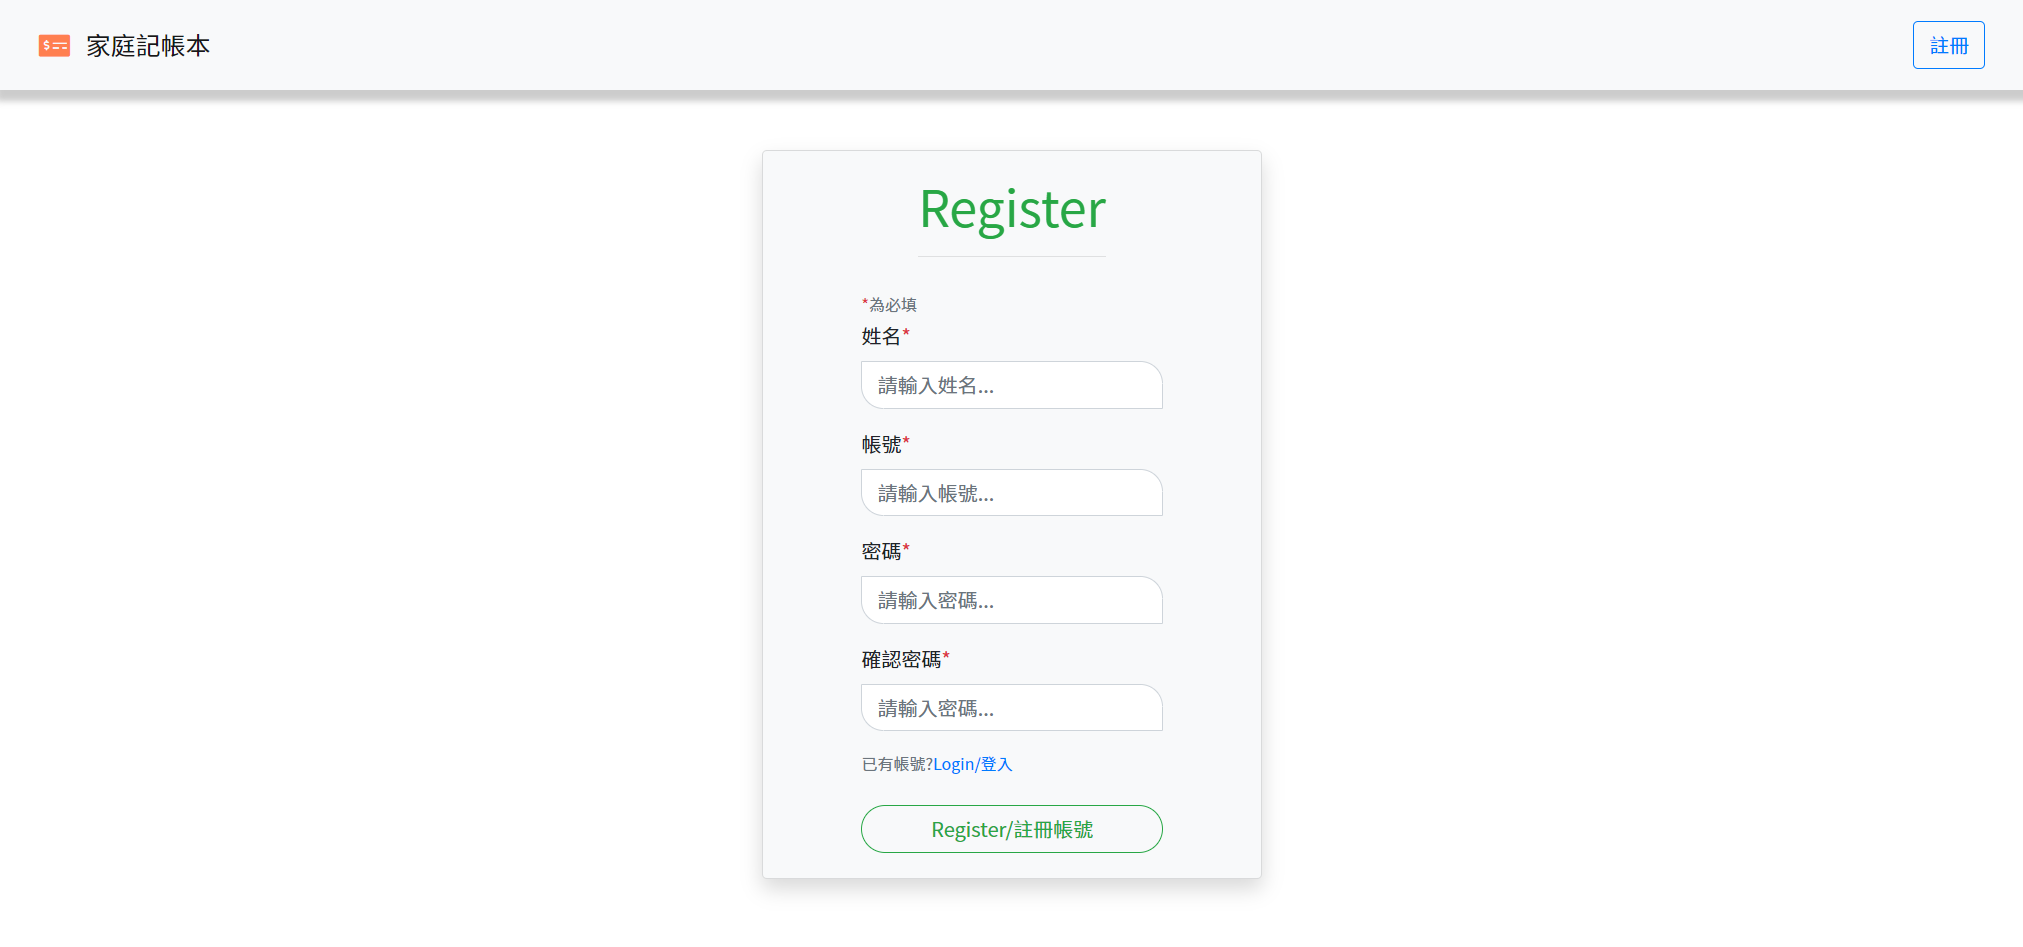 家庭記帳本
註冊
Register
*為必填
姓名*
請輸入姓名...
帳號*
請輸入帳號...
密碼*
請輸入密碼...
確認密碼*
請輸入密碼...
已有帳號?Login/登入
Register/註冊帳號